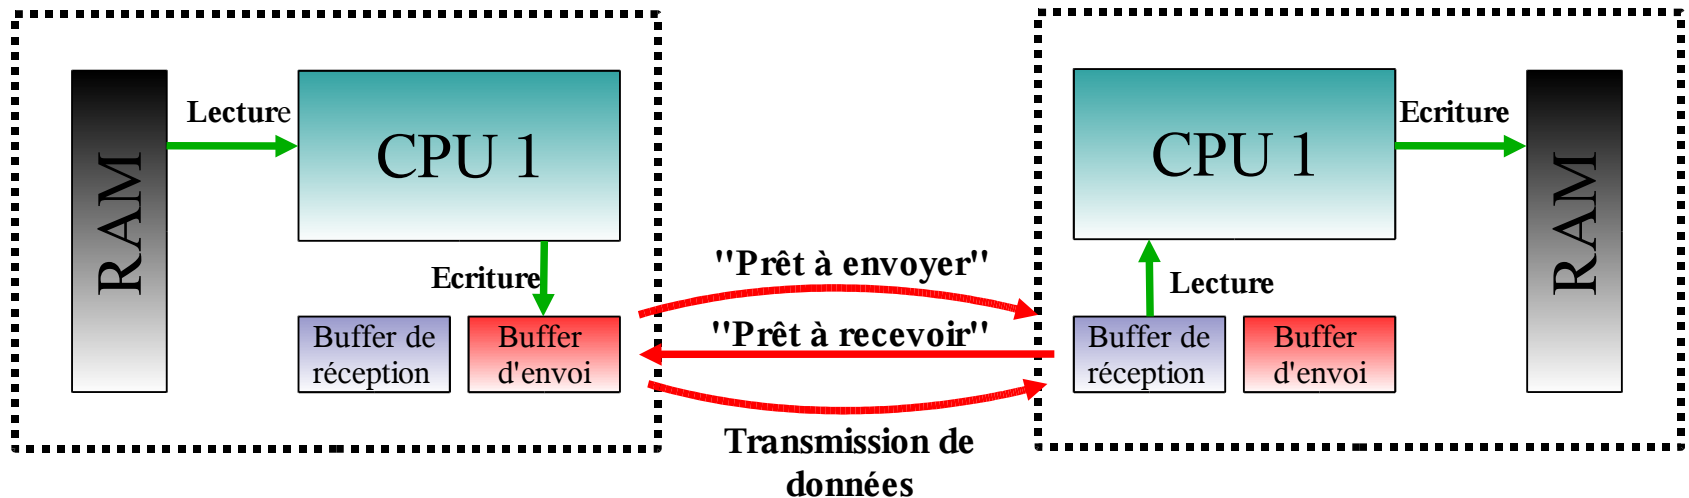 RAM
Lecture
CPU 1
Ecriture
Buffer de
réception
Buffer
d'envoi
"Prêt à envoyer"
"Prêt à recevoir"
Transmission de
données
CPU 1
Ecriture
RAM
Lecture
Buffer de
réception
Buffer
d'envoi